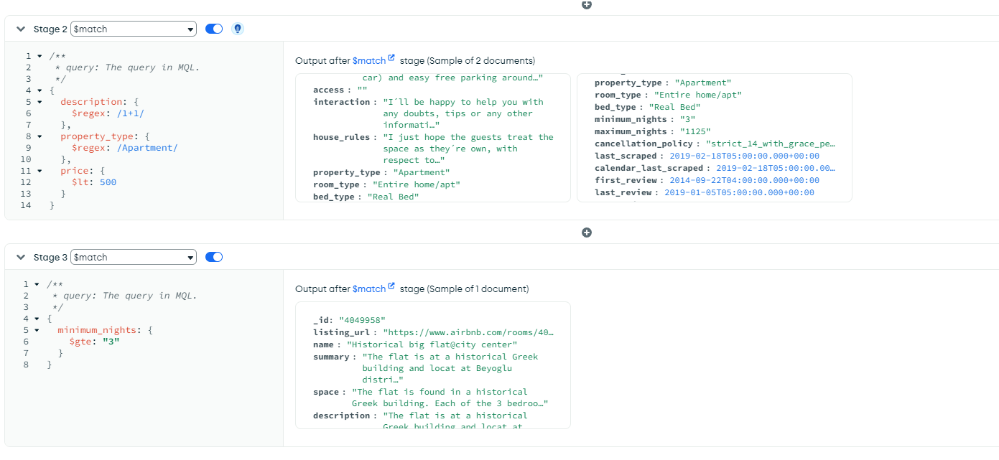 Stage 2 $match
1 /**
2 * query: The query in MQL.
3 */
4 {
5 description: {
6 $regex: /1+1/
7 },
8 property_type: {
9 $regex: /Apartment/
10 },
11 price: {
12 $lt: 500
13 }
14 }
Output after $match stage (Sample of 2 documents)
car) and easy free parking around…"
access : ""
interaction : "I´ll be happy to help you with
any doubts, tips or any other
informati…"
house_rules : "I just hope the guests treat the
space as they´re own, with
respect to…"
property_type : "Apartment"
room_type : "Entire home/apt"
bed_type : "Real Bed"
property_type : "Apartment"
room_type : "Entire home/apt"
bed_type : "Real Bed"
minimum_nights : "3"
maximum_nights : "1125"
cancellation_policy : "strict_14_with_grace_pe…
last_scraped : 2019-02-18T05:00:00.000+00:00
calendar_last_scraped : 2019-02-18T05:00:00.00…
first_review : 2014-09-22T04:00:00.000+00:00
last_review : 2019-01-05T05:00:00.000+00:00
Stage 3 $match
1 /**
2 * query: The query in MQL.
3 */
4 {
5 minimum_nights: {
6 $gte: "3"
7 }
8 }
Output after $match stage (Sample of 1 document)
_id: "4049958"
listing_url : "https://www.airbnb.com/rooms/40…
name : "Historical big flat@city center"
summary : "The flat is at a historical Greek
building and locat at Beyoglu
distri…"
space : "The flat is found in a historical
Greek building. Each of the 3 bedroo…"
description : "The flat is at a historical
Greek building and locat at